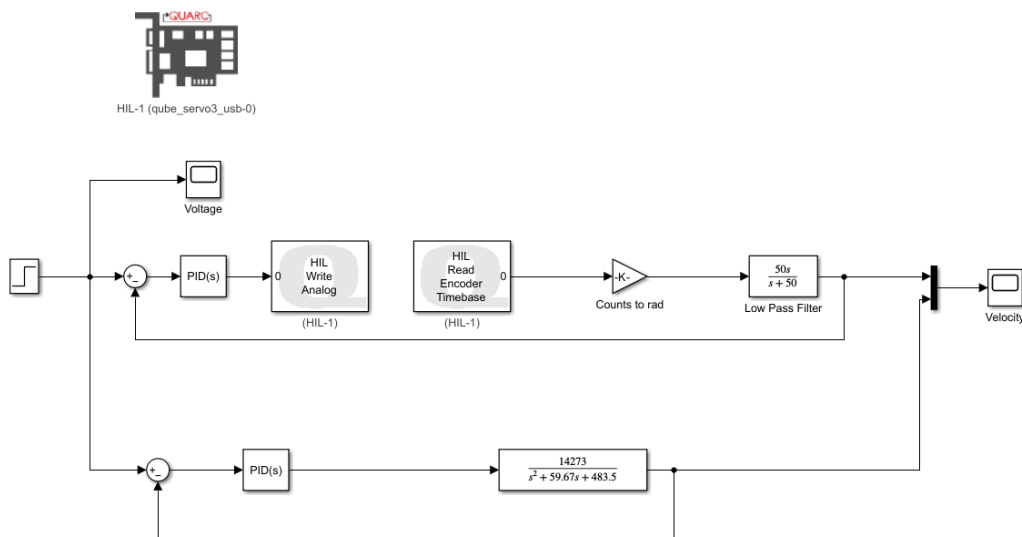 QUARC
HIL-1 (qube_servo3_usb-0)
Voltage
+
−
PID(s)
0
HIL
Write
Analog
(HIL-1)
HIL
Read
Encoder
Timebase
0
(HIL-1)
-K-
Counts to rad
50s
s + 50
Low Pass Filter
Velocity
+
−
PID(s)
14273
s² + 59.67s + 483.5